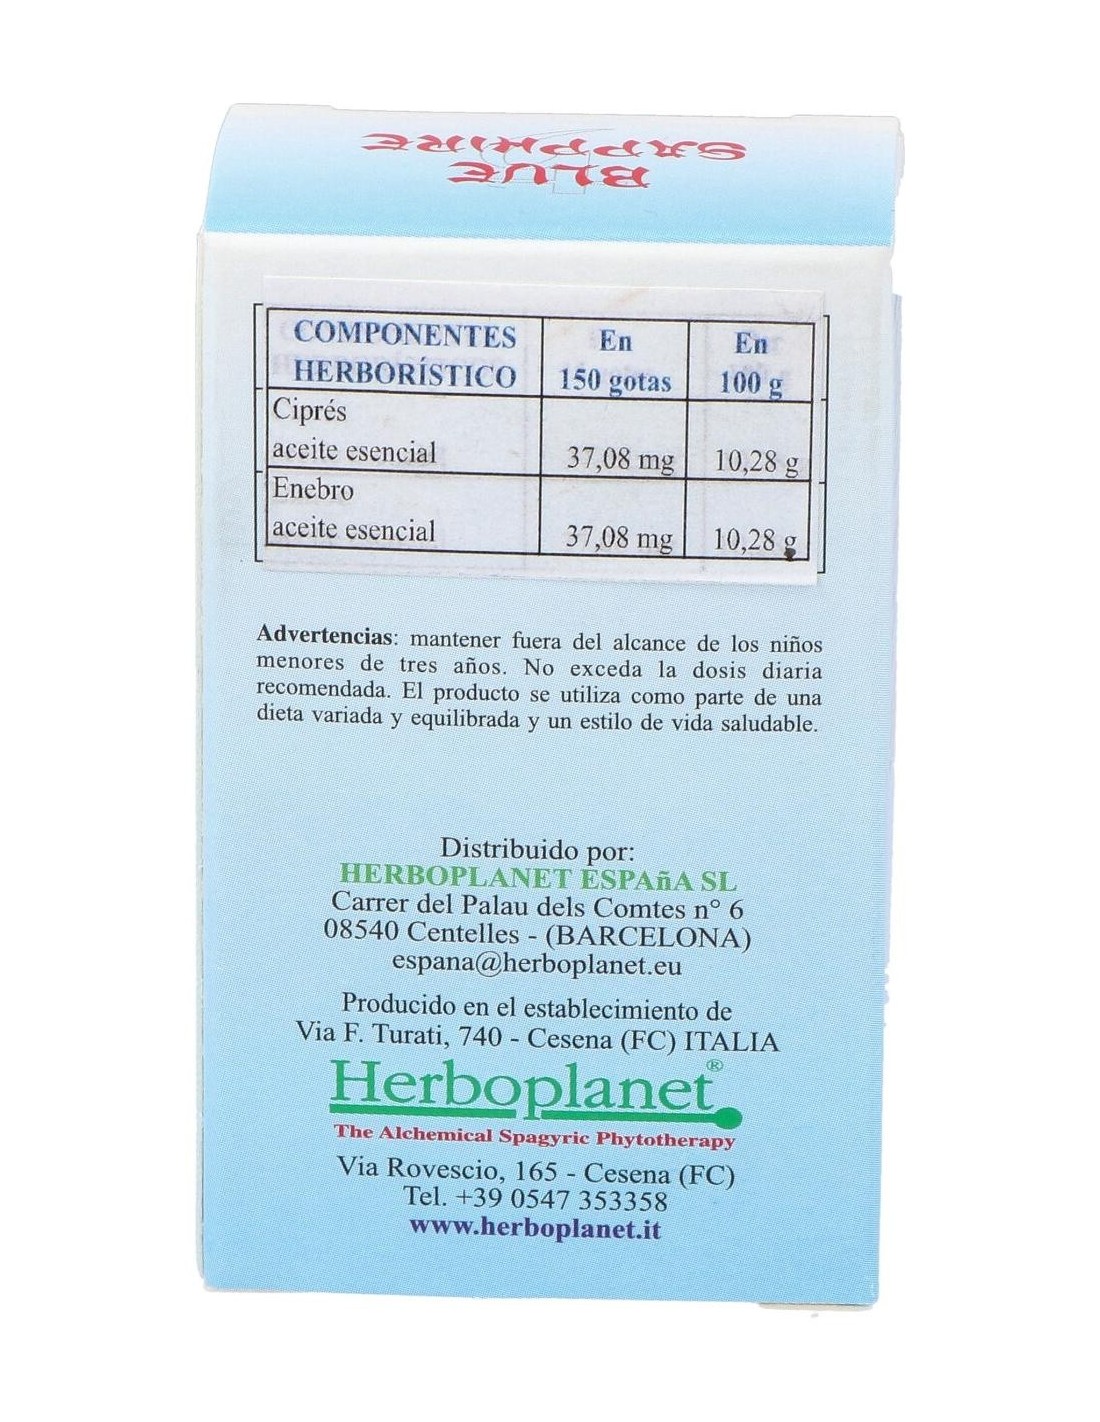 BLUE
SAPPHIRE
COMPONENTES
HERBORÍSTICO
En
150 gotas
En
100 g
Ciprés
aceite esencial
37,08 mg
10,28 g
Enebro
aceite esencial
37,08 mg
10,28 g
Advertencias: mantener fuera del alcance de los niños
menores de tres años. No exceda la dosis diaria
recomendada. El producto se utiliza como parte de una
dieta variada y equilibrada y un estilo de vida saludable.
Distribuido por:
HERBOPLANET ESPAñA SL
Carrer del Palau dels Comtes n° 6
08540 Centelles - (BARCELONA)
espana@herboplanet.eu
Producido en el establecimiento de
Via F. Turati, 740 - Cesena (FC) ITALIA
Herboplanet®
The Alchemical Spagyric Phytotherapy
Via Rovescio, 165 - Cesena (FC)
Tel. +39 0547 353358
www.herboplanet.it